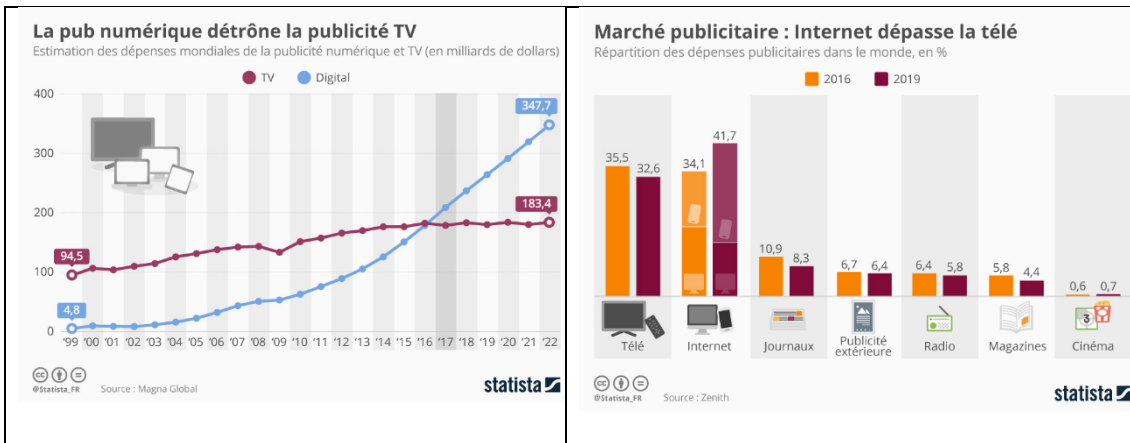 La pub numérique détrône la publicité TV
Estimation des dépenses mondiales de la publicité numérique et TV (en milliards de dollars)
TV Digital
400
300
200
100
0
347,7
183,4
94,5
4,8
'99 '00 '01 '02 '03 '04 '05 '06 '07 '08 '09 '10 '11 '12 '13 '14 '15 '16 '17 '18 '19 '20 '21 '22
cc
@Statista_FR Source : Magna Global
statista
Marché publicitaire : Internet dépasse la télé
Répartition des dépenses publicitaires dans le monde, en %
2016 2019
35,5 32,6 34,1 41,7 10,9 8,3 6,7 6,4 6,4 5,8 5,8 4,4 0,6 0,7
3
Télé Internet Journaux Publicité extérieure Radio Magazines Cinéma
cc
@Statista_FR Source : Zenith
statista